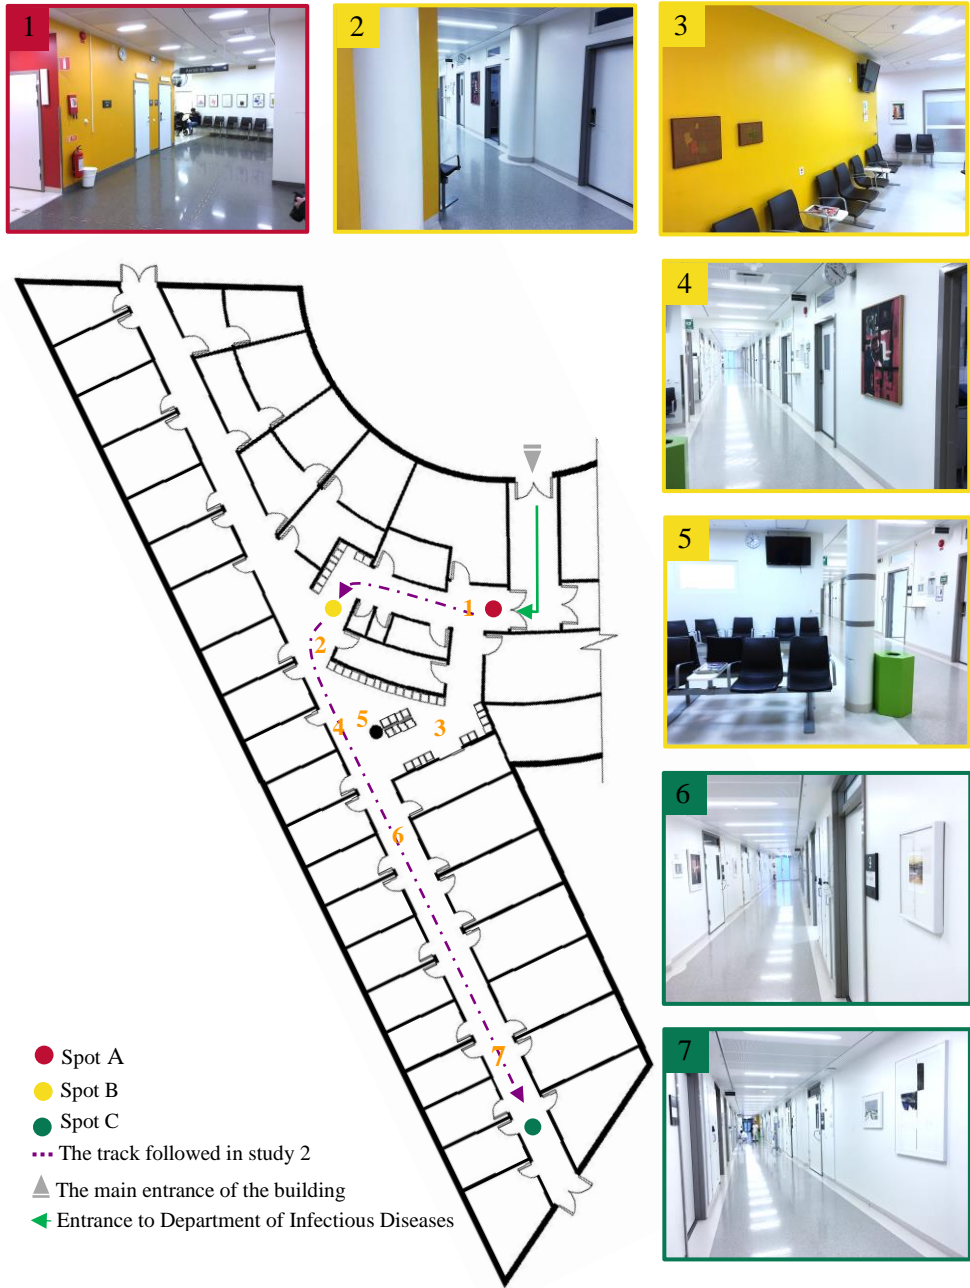 1
2
3
4
5
6
7
1
2
5
4
3
6
7
Spot A
Spot B
Spot C
The track followed in study 2
The main entrance of the building
Entrance to Department of Infectious Diseases